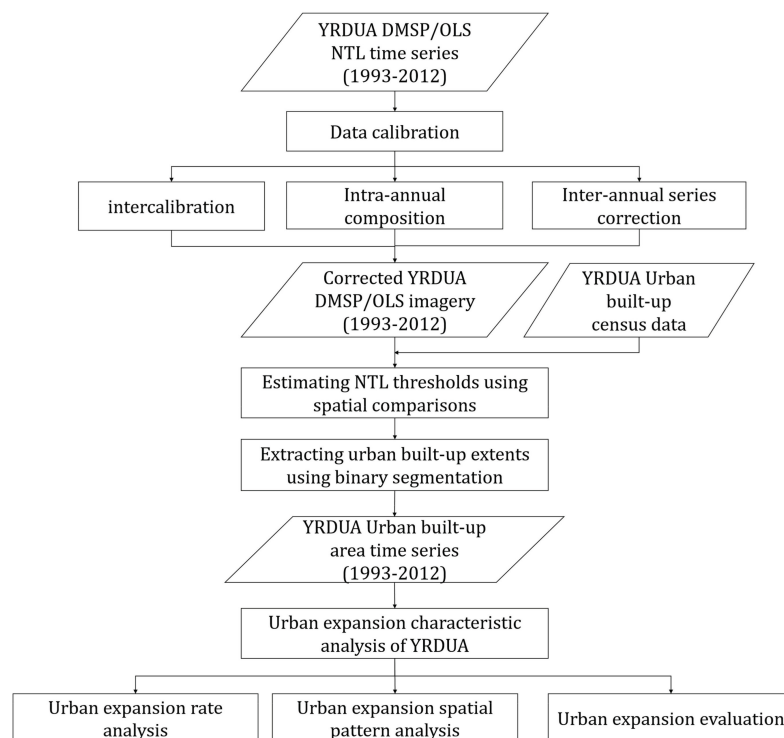 YRDUA DMSP/OLS
NTL time series
(1993-2012)
Data calibration
intercalibration
Intra-annual
composition
Inter-annual series
correction
Corrected YRDUA
DMSP/OLS imagery
(1993-2012)
YRDUA Urban
built-up
census data
Estimating NTL thresholds using
spatial comparisons
Extracting urban built-up extents
using binary segmentation
YRDUA Urban built-up
area time series
(1993-2012)
Urban expansion characteristic
analysis of YRDUA
Urban expansion rate
analysis
Urban expansion spatial
pattern analysis
Urban expansion evaluation